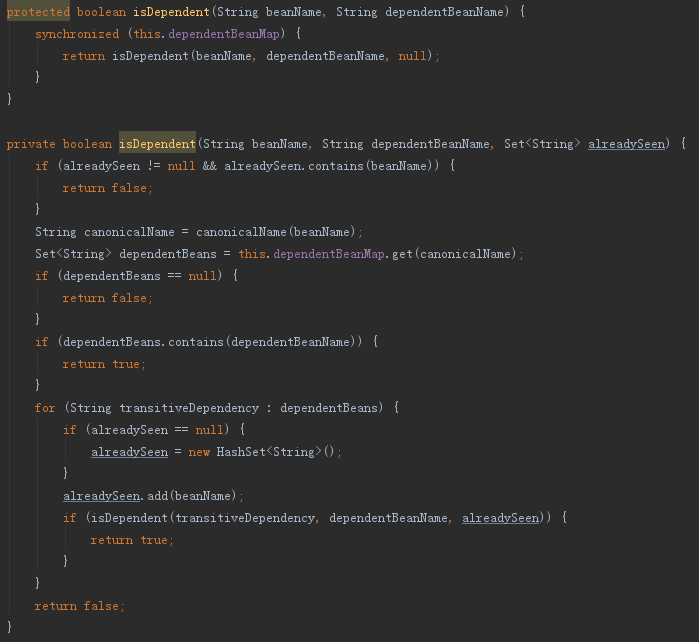 protected boolean isDependent(String beanName, String dependentBeanName) {
    synchronized (this.dependentBeanMap) {
        return isDependent(beanName, dependentBeanName, null);
    }
}

private boolean isDependent(String beanName, String dependentBeanName, Set<String> alreadySeen) {
    if (alreadySeen != null && alreadySeen.contains(beanName)) {
        return false;
    }
    String canonicalName = canonicalName(beanName);
    Set<String> dependentBeans = this.dependentBeanMap.get(canonicalName);
    if (dependentBeans == null) {
        return false;
    }
    if (dependentBeans.contains(dependentBeanName)) {
        return true;
    }
    for (String transitiveDependency : dependentBeans) {
        if (alreadySeen == null) {
            alreadySeen = new HashSet<String>();
        }
        alreadySeen.add(beanName);
        if (isDependent(transitiveDependency, dependentBeanName, alreadySeen)) {
            return true;
        }
    }
    return false;
}